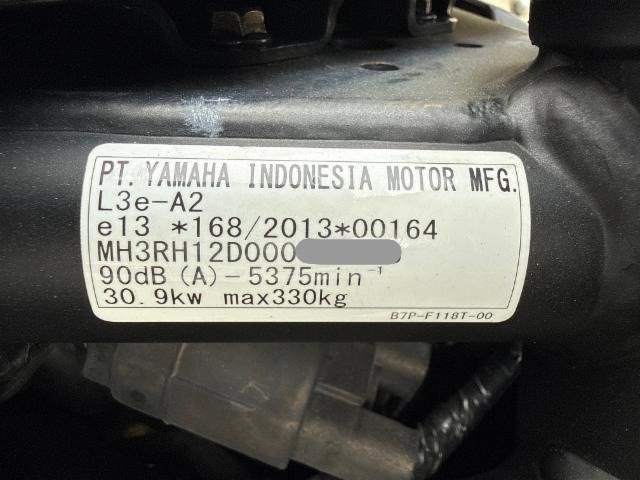 PT. YAMAHA INDONESIA MOTOR MFG.
L3e-A2
e13 *168/2013*00164
MH3RH12D000
90dB (A)-5375min⁻¹
30.9kw max330kg
B7P-F118T-00